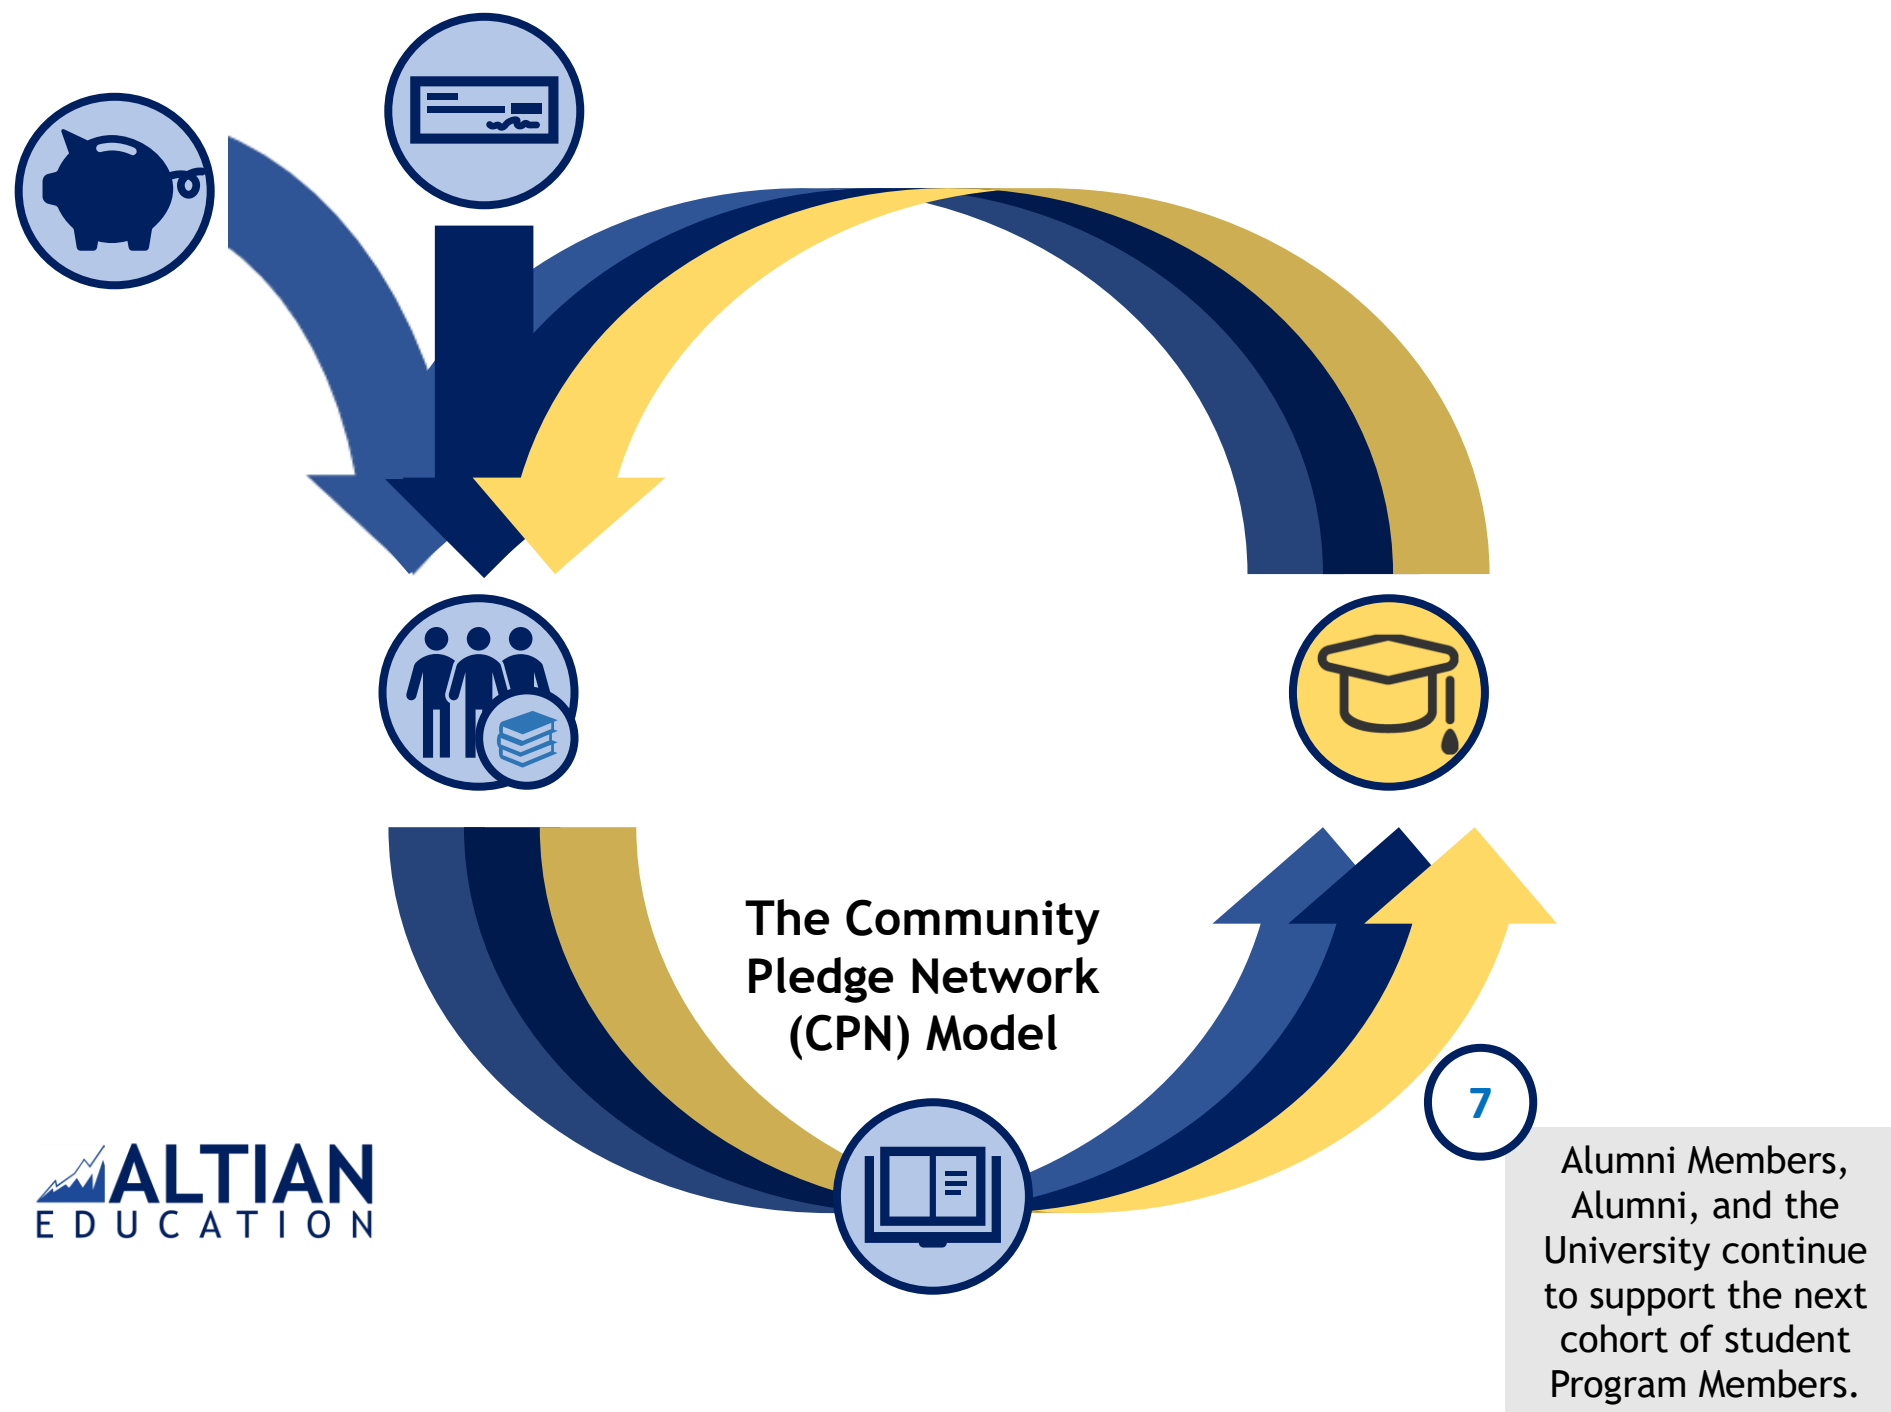 The Community
Pledge Network
(CPN) Model
7
Alumni Members,
Alumni, and the
University continue
to support the next
cohort of student
Program Members.
ALTIAN
EDUCATION